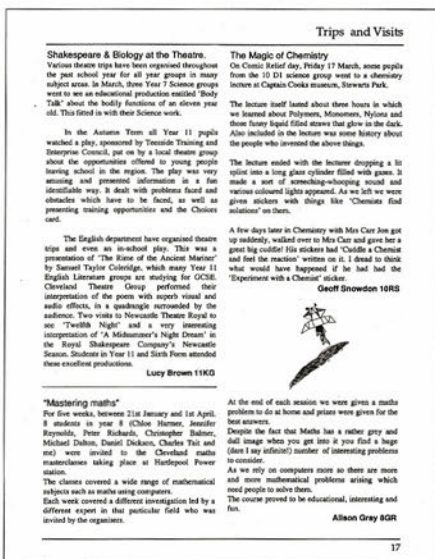 Trips and Visits
Shakespeare & Biology at the Theatre.
Various theatre trips have been organised throughout
the past school year for all year groups in many
subject areas. In March, three Year 7 Science groups
went to see an educational production entitled 'Body
Talk' about the bodily functions of an eleven year
old. This fitted in with their Science work.
In the Autumn Term all Year 11 pupils
watched a play, sponsored by Teesside Training and
Enterprise Council, put on by a local theatre group
about the opportunities offered to young people
leaving school in the region. The play was very
amusing and presented information in a fun
identifiable way. It dealt with problems faced and
obstacles which have to be faced, as well as
presenting training opportunities and the Choices
card.
The English department have organised theatre
trips and even an in-school play. This was a
presentation of 'The Rime of the Ancient Mariner'
by Samuel Taylor Coleridge, which many Year 11
English Literature groups are studying for GCSE.
Cleveland Theatre Group performed their
interpretation of the poem with superb visual and
audio effects, in a quadrangle surrounded by the
audience. Two visits to Newcastle Theatre Royal to
see 'Twelfth Night' and a very interesting
interpretation of 'A Midsummer's Night Dream' in
the Royal Shakespeare Company's Newcastle
Season. Students in Year 11 and Sixth Form attended
these excellent productions.
Lucy Brown 11KG
The Magic of Chemistry
On Comic Relief day, Friday 17 March, some pupils
from the 10 D1 science group went to a chemistry
lecture at Captain Cooks museum, Stewarts Park.
The lecture itself lasted about three hours in which
we learned about Polymers, Monomers, Nylons and
those funny liquid filled straws that glow in the dark.
Also included in the lecture was some history about
the people who invented the above things.
The lecture ended with the lecturer dropping a lit
splint into a long glass cylinder filled with gases. It
made a sort of screeching-whooping sound and
various coloured lights appeared. As we left we were
given stickers with things like 'Chemists find
solutions' on them.
A few days later in Chemistry with Mrs Carr Jon got
up suddenly, walked over to Mrs Carr and gave her a
great big cuddle! His stickers had 'Cuddle a Chemist
and feel the reaction' written on it. I dread to think
what would have happened if he had had the
'Experiment with a Chemist' sticker.
Geoff Snowdon 10RS
"Mastering maths"
For five weeks, between 21st January and 1st April.
8 students in year 8 (Chloe Harmer, Jennifer
Reynolds, Peter Richards, Christopher Balmer,
Michael Dalton, Daniel Dickson, Charles Tait and
me) were invited to the Cleveland maths
masterclasses taking place at Hartlepool Power
station.
The classes covered a wide range of mathematical
subjects such as maths using computers.
Each week covered a different investigation led by a
different expert in that particular field who was
invited by the organisers.
At the end of each session we were given a maths
problem to do at home and prizes were given for the
best answers.
Despite the fact that Maths has a rather grey and
dull image when you get into it you find a huge
(dare I say infinite!) number of interesting problems
to consider.
As we rely on computers more so there are more
and more mathematical problems arising which
need people to solve them.
The course proved to be educational, interesting and
fun.
Alison Gray 8GR
17